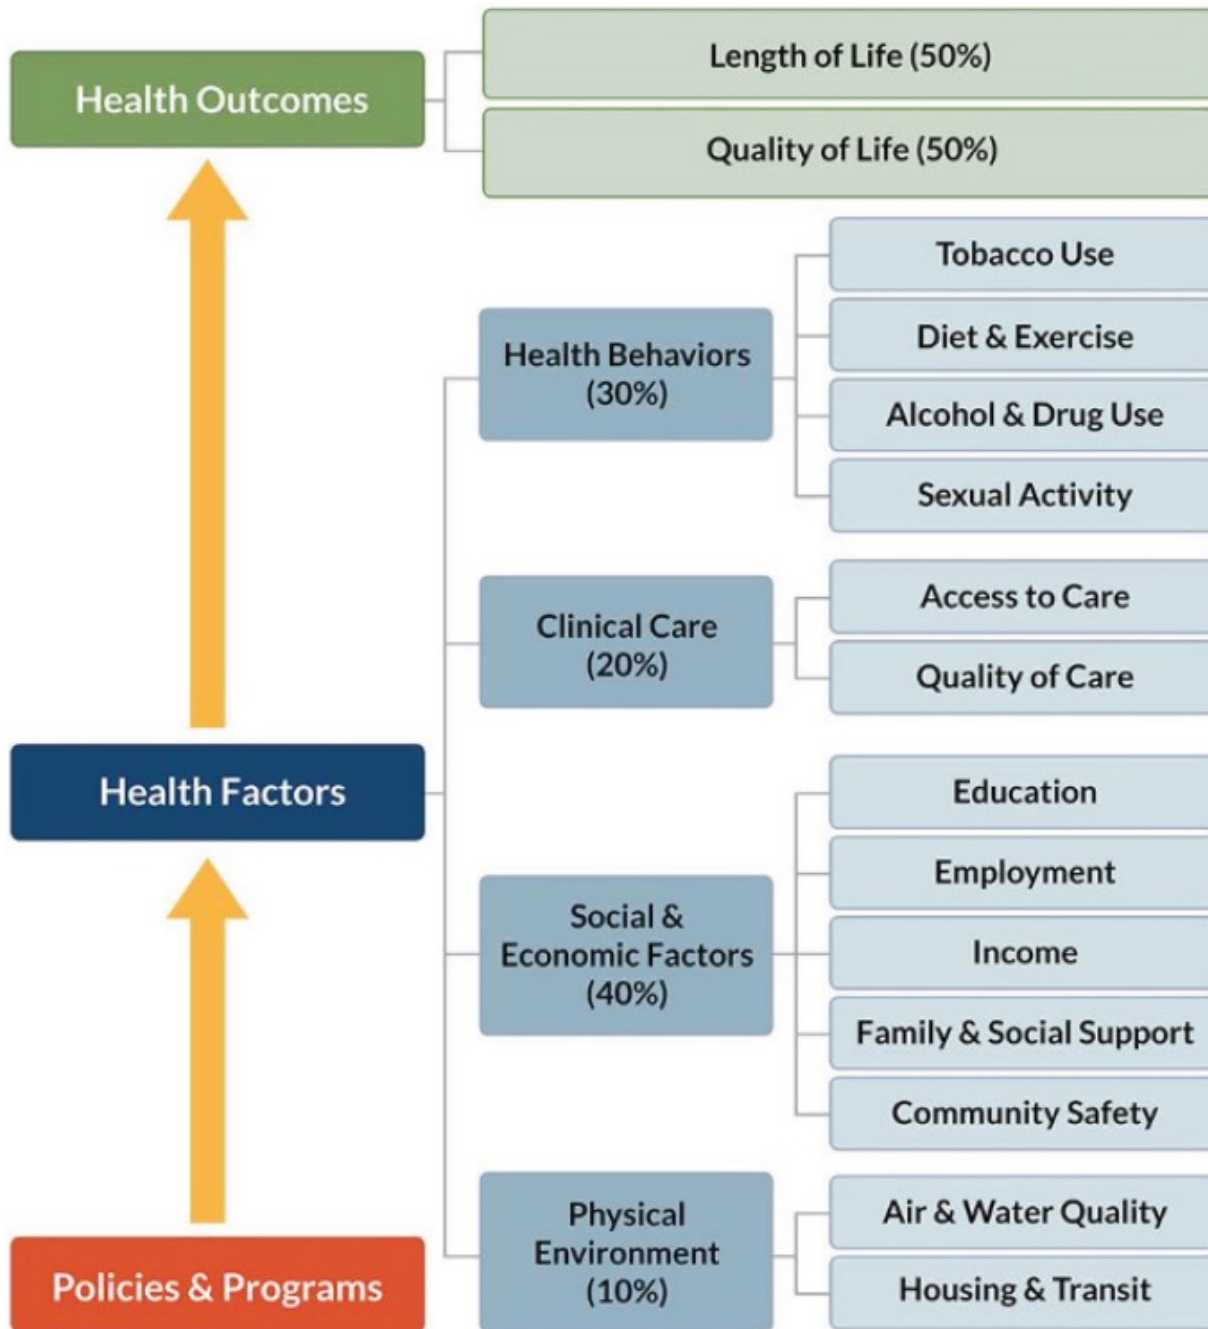 Health Outcomes
Length of Life (50%)
Quality of Life (50%)
Health Factors
Health Behaviors
(30%)
Tobacco Use
Diet & Exercise
Alcohol & Drug Use
Sexual Activity
Clinical Care
(20%)
Access to Care
Quality of Care
Social &
Economic Factors
(40%)
Education
Employment
Income
Family & Social Support
Community Safety
Physical
Environment
(10%)
Air & Water Quality
Housing & Transit
Policies & Programs